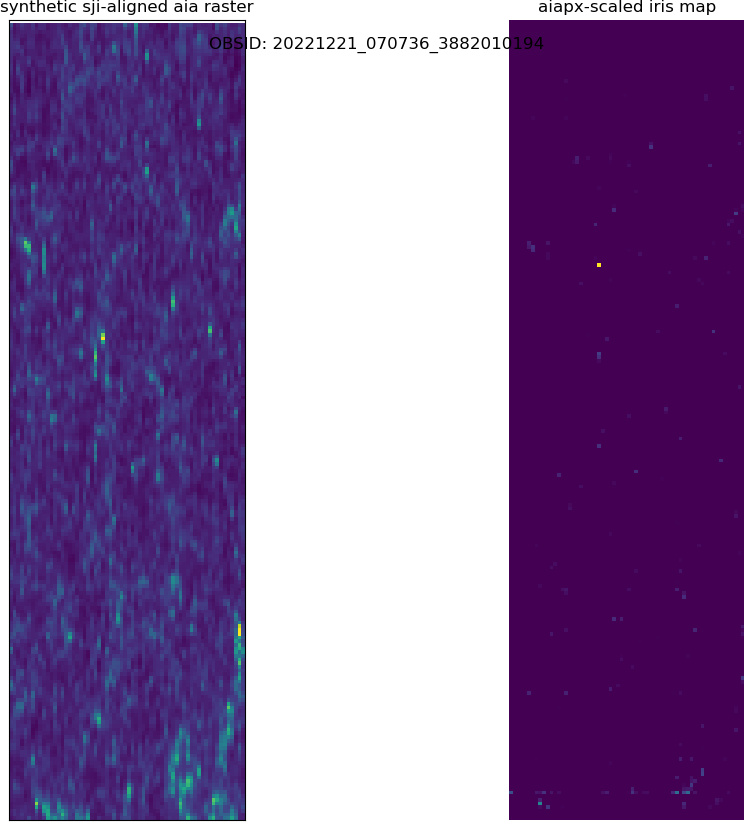 synthetic sji-aligned aia raster
aiapx-scaled iris map
OBSID: 20221221_070736_3882010194